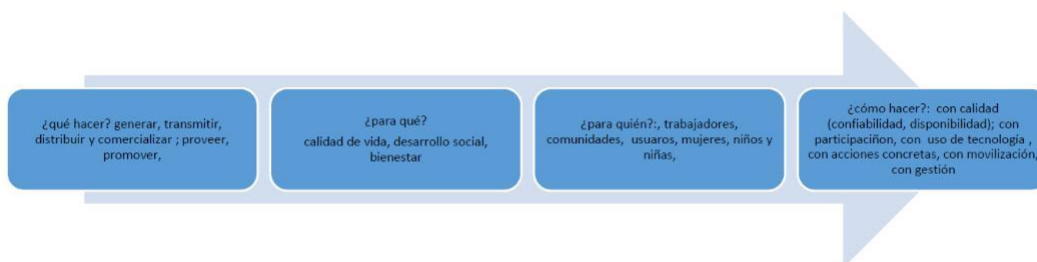 ¿qué hacer? generar, transmitir,
distribuir y comercializar ; proveer,
promover,
¿para qué?
calidad de vida, desarrollo social,
bienestar
¿para quién?:, trabajadores,
comunidades,  usuaros, mujeres, niños y
niñas,
¿cómo hacer?:  con calidad
(confiabilidad, disponibilidad); con
participaciñon, con  uso de tecnología ,
con acciones concretas, con movilización,
con gestión